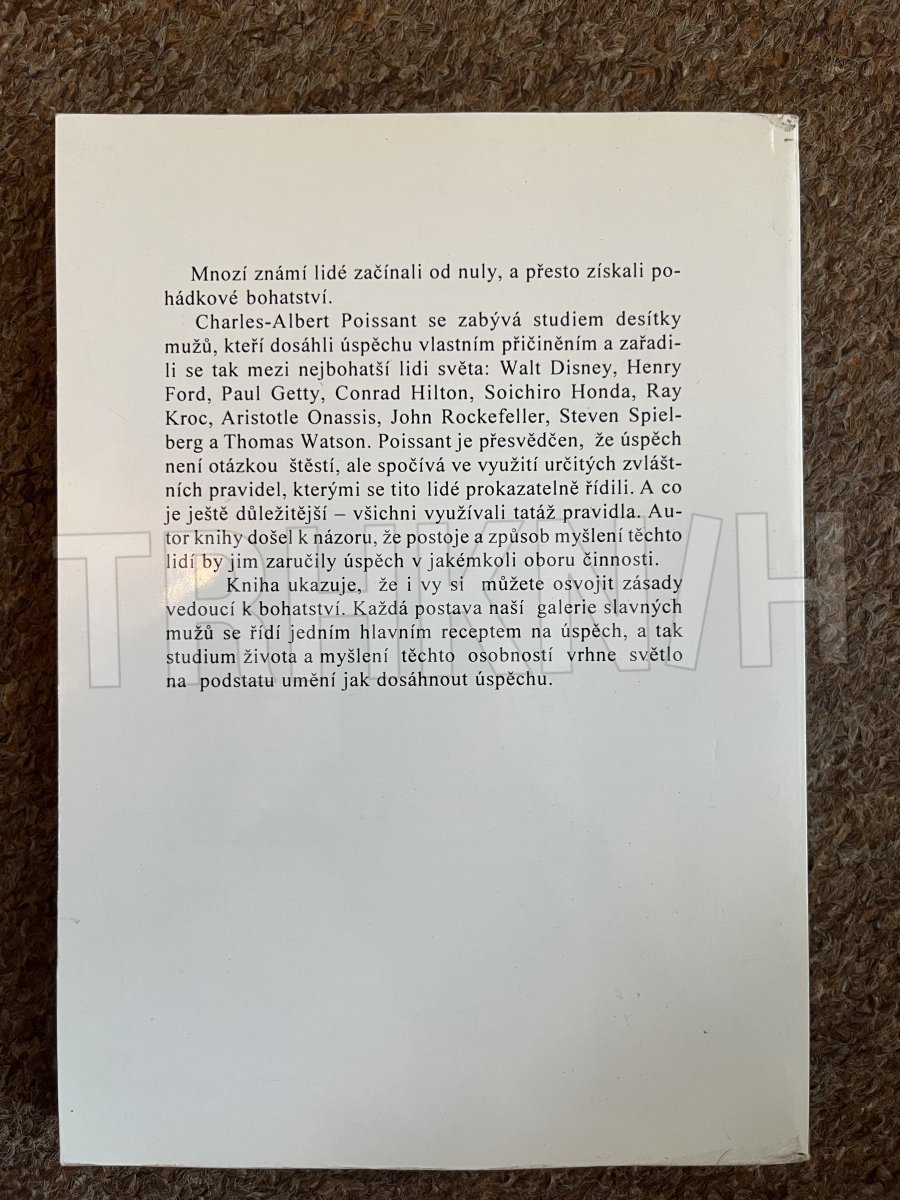 Mnozí známí lidé začínali od nuly, a přesto získali po-
hádkové bohatství.
Charles-Albert Poissant se zabývá studiem desítky
mužů, kteří dosáhli úspěchu vlastním přičiněním a zařadi-
li se tak mezi nejbohatší lidi světa: Walt Disney, Henry
Ford, Paul Getty, Conrad Hilton, Soichiro Honda, Ray
Kroc, Aristotle Onassis, John Rockefeller, Steven Spiel-
berg a Thomas Watson. Poissant je přesvědčen, že úspěch
není otázkou štěstí, ale spočívá ve využití určitých zvlášt-
ních pravidel, kterými se tito lidé prokazatelně řídili. A co
je ještě důležitější – všichni využívali tatáž pravidla. Au-
tor knihy došel k názoru, že postoje a způsob myšlení těchto
lidí by jim zaručily úspěch v jakémkoli oboru činnosti.
Kniha ukazuje, že i vy si můžete osvojit zásady
vedoucí k bohatství. Každá postava naší galerie slavných
mužů se řídí jedním hlavním receptem na úspěch, a tak
studium života a myšlení těchto osobností vrhne světlo
na podstatu umění jak dosáhnout úspěchu.